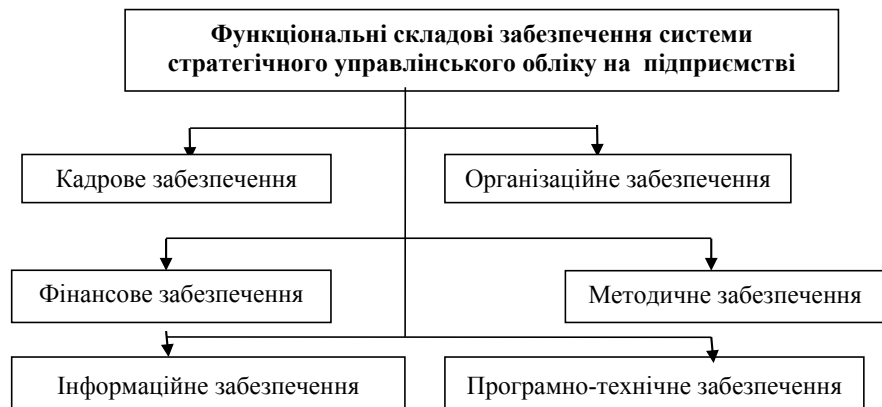 Функціональні складові забезпечення системи
стратегічного управлінського обліку на підприємстві
Кадрове забезпечення
Організаційне забезпечення
Фінансове забезпечення
Методичне забезпечення
Інформаційне забезпечення
Програмно-технічне забезпечення